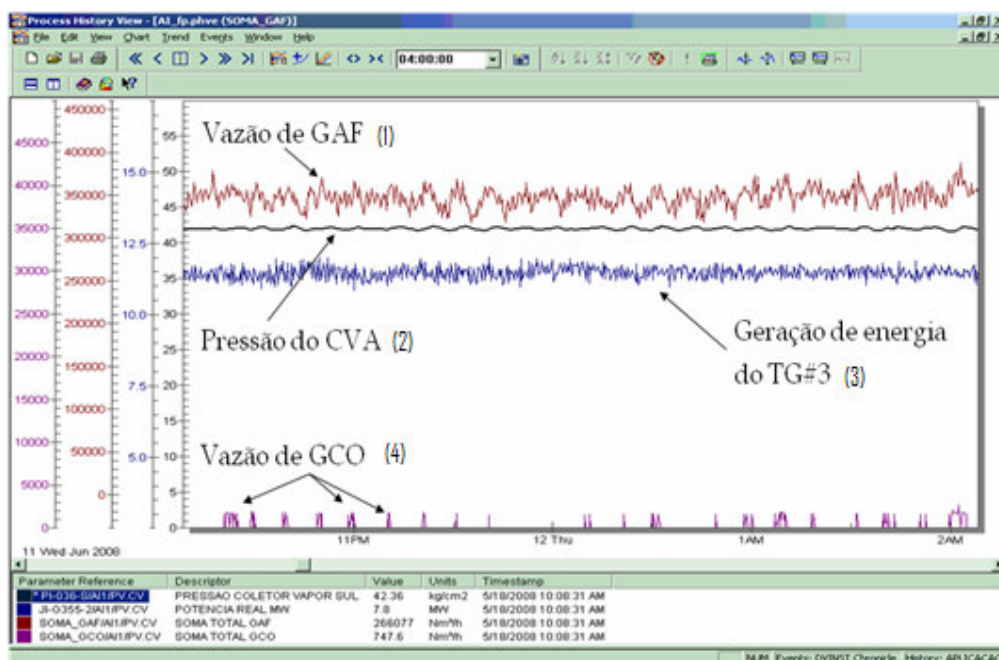 Process History View - [AI_fp.phve (SOMA_GAF)]
File Edit View Chart Trend Events Window Help
04:00:00
45000
40000
35000
30000
25000
20000
15000
10000
5000
0
450000
400000
350000
300000
250000
200000
150000
100000
50000
0
15.0
12.5
10.0
7.5
5.0
55
50
45
40
35
30
25
20
15
10
5
0
Vazão de GAF (1)
Pressão do CVA (2)
Geração de energia
do TG#3 (3)
Vazão de GCO (4)
11PM 12 Thu 1AM 2AM
11 Wed Jun 2008
Parameter Reference Descriptor Value Units Timestamp
* PI-036-S/AI1/PV.CV PRESSAO COLETOR VAPOR SUL 42.36 kg/cm2 5/18/2008 10:08:31 AM
JI-0355-2/AI1/PV.CV POTENCIA REAL MW 7.8 MW 5/18/2008 10:08:31 AM
SOMA_GAF/AI1/PV.CV SOMA TOTAL GAF 266077 Nm³/h 5/18/2008 10:08:31 AM
SOMA_GCO/AI1/PV.CV SOMA TOTAL GCO 747.6 Nm³/h 5/18/2008 10:08:31 AM
NUM Events: History: